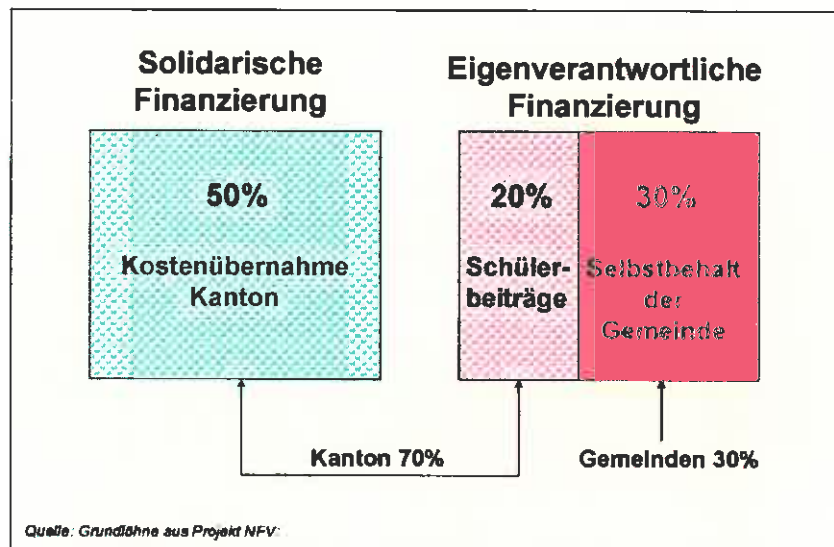 Solidarische
Finanzierung
Eigenverantwortliche
Finanzierung
50%
Kostenübernahme
Kanton
20%
Schüler-
beiträge
30%
Selbstbehalt
der
Gemeinde
Kanton 70%
Gemeinden 30%
Quelle: Grundlöhne aus Projekt NFV: